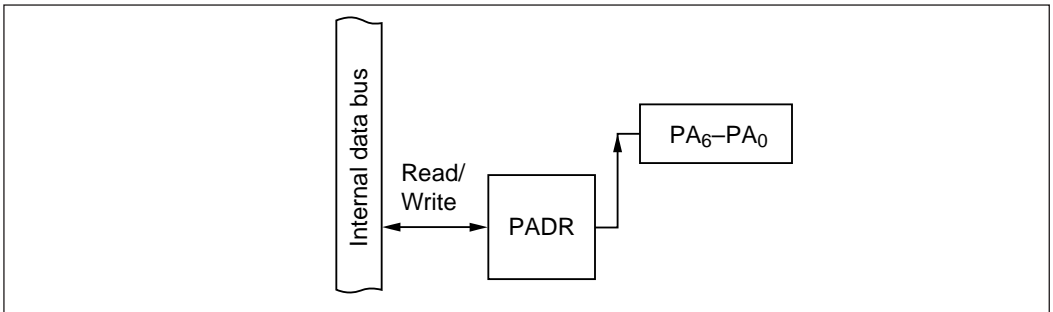 Internal data bus
Read/
Write
PADR
PA₆–PA₀